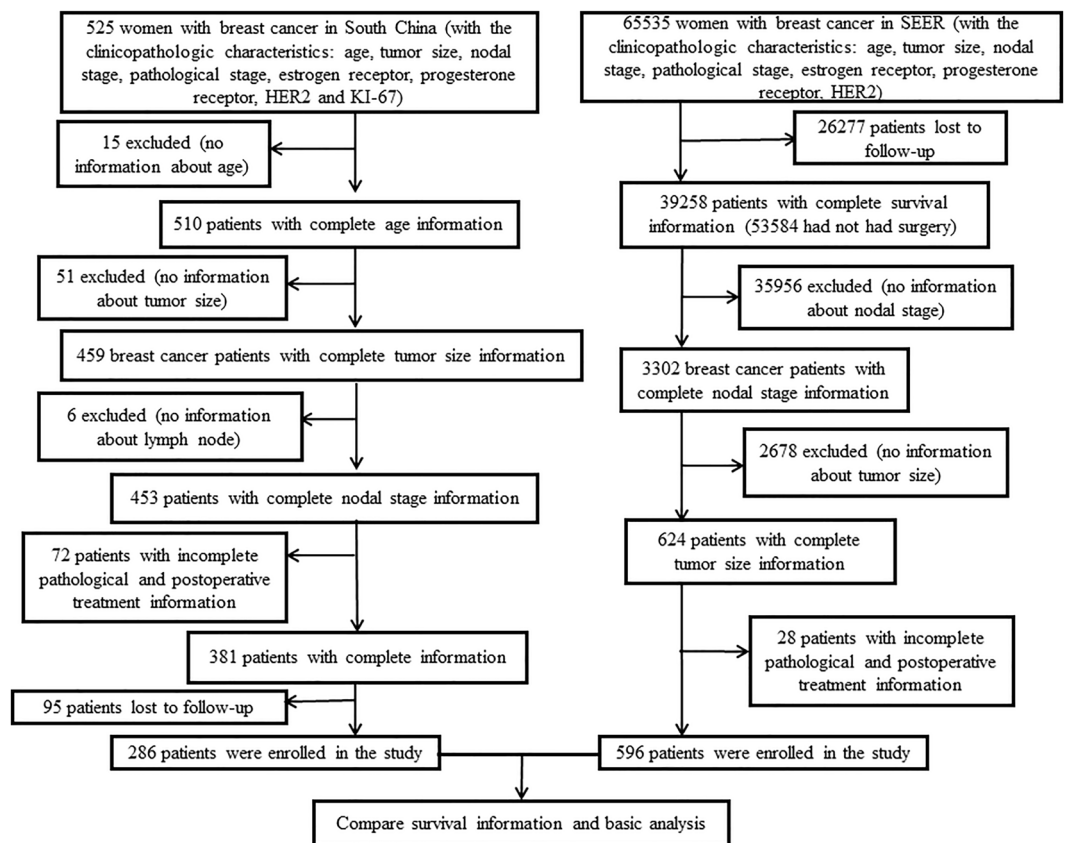 525 women with breast cancer in South China (with the
clinicopathologic characteristics: age, tumor size, nodal
stage, pathological stage, estrogen receptor, progesterone
receptor, HER2 and KI-67)
15 excluded (no
information about age)
510 patients with complete age information
51 excluded (no information
about tumor size)
459 breast cancer patients with complete tumor size information
6 excluded (no information
about lymph node)
453 patients with complete nodal stage information
72 patients with incomplete
pathological and postoperative
treatment information
381 patients with complete information
95 patients lost to follow-up
286 patients were enrolled in the study
65535 women with breast cancer in SEER (with the
clinicopathologic characteristics: age, tumor size, nodal
stage, pathological stage, estrogen receptor, progesterone
receptor, HER2)
26277 patients lost to
follow-up
39258 patients with complete survival
information (53584 had not had surgery)
35956 excluded (no information
about nodal stage)
3302 breast cancer patients with
complete nodal stage information
2678 excluded (no information
about tumor size)
624 patients with complete
tumor size information
28 patients with incomplete
pathological and postoperative
treatment information
596 patients were enrolled in the study
Compare survival information and basic analysis